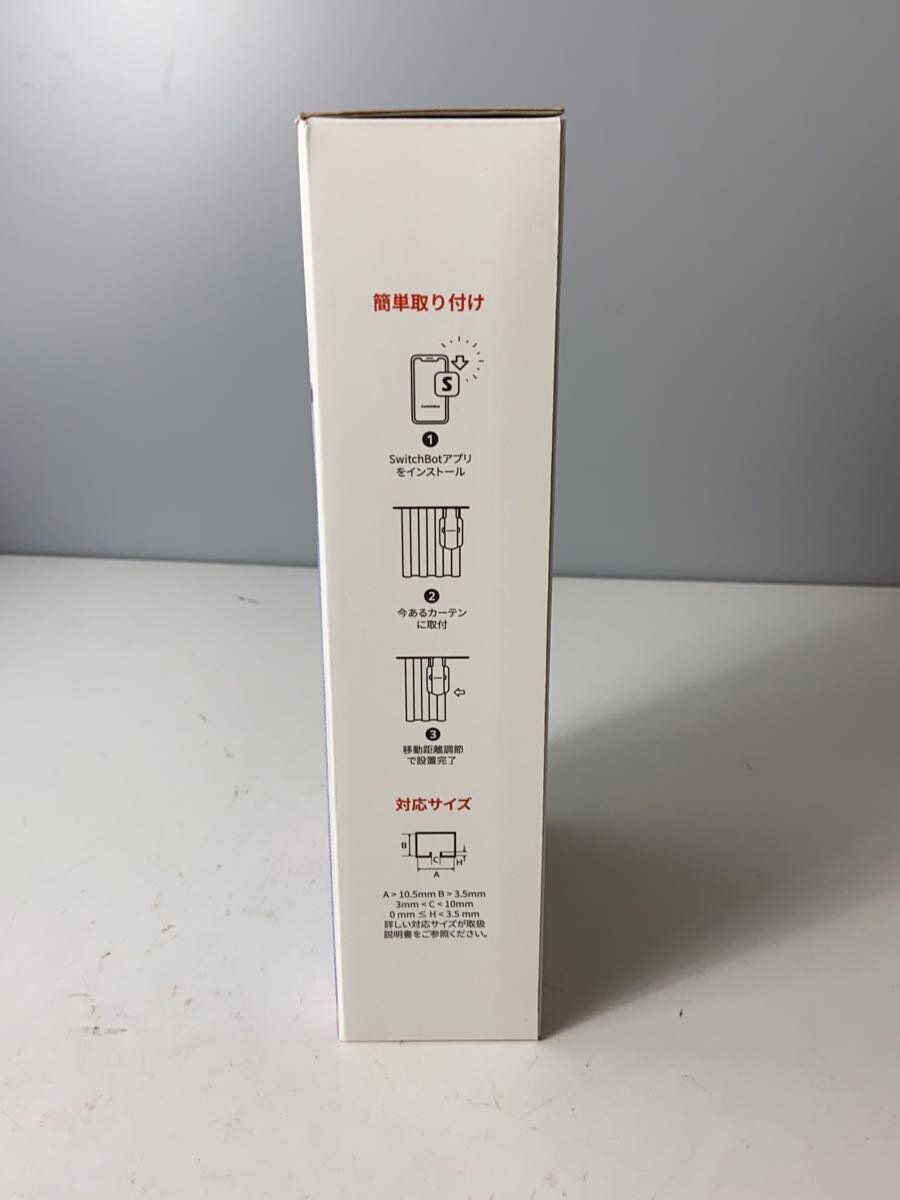 簡単取り付け
S
SwitchBot
1
SwitchBotアプリ
をインストール
2
今あるカーテン
に取付
3
移動距離調節
で設置完了
対応サイズ
B
C
H
A
A > 10.5mm B > 3.5mm
3mm < C < 10mm
0 mm ≦ H < 3.5 mm
詳しい対応サイズが取扱
説明書をご参照ください。